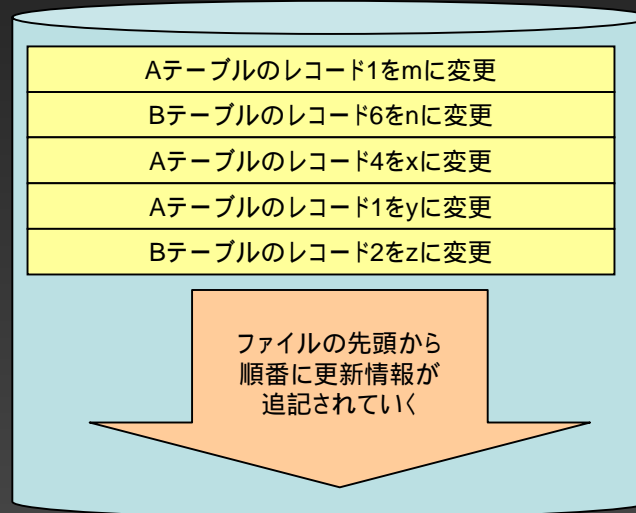 Aテーブルのレコード1をmに変更
Bテーブルのレコード6をnに変更
Aテーブルのレコード4をxに変更
Aテーブルのレコード1をyに変更
Bテーブルのレコード2をzに変更
ファイルの先頭から
順番に更新情報が
追記されていく